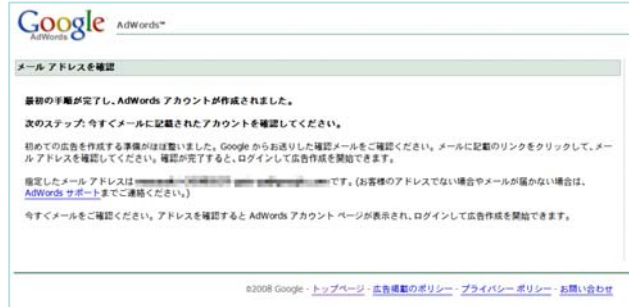 Google AdWords™
AdWords
メール アドレスを確認
最初の手順が完了し、AdWords アカウントが作成されました。
次のステップ: 今すぐメールに記載されたアカウントを確認してください。
初めての広告を作成する準備がほぼ整いました。Google からお送りした確認メールをご確認ください。メールに記載のリンクをクリックして、メー
ル アドレスを確認してください。確認が完了すると、ログインして広告作成を開始できます。
指定したメール アドレスは です。(お客様のアドレスでない場合やメールが届かない場合は、
AdWords サポートまでご連絡ください。)
今すぐメールをご確認ください。アドレスを確認すると AdWords アカウント ページが表示され、ログインして広告作成を開始できます。
©2008 Google - トップページ - 広告掲載のポリシー - プライバシー ポリシー - お問い合わせ